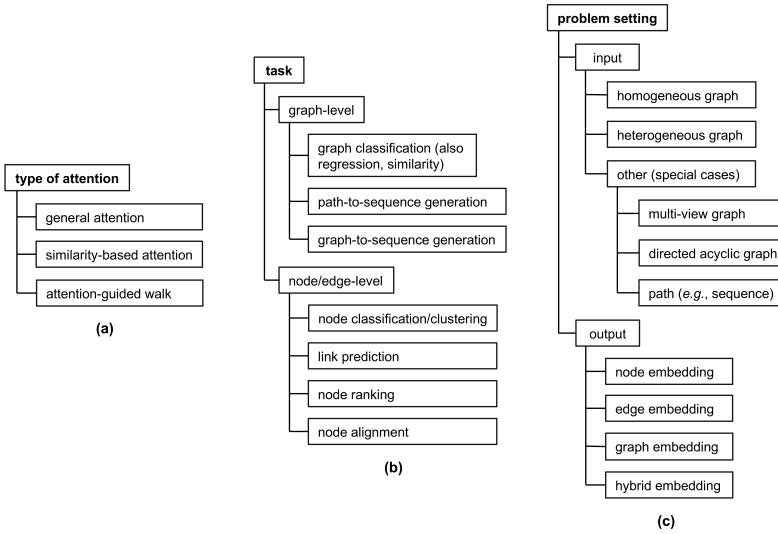 type of attention
general attention
similarity-based attention
attention-guided walk
(a)
task
graph-level
graph classification (also
regression, similarity)
path-to-sequence generation
graph-to-sequence generation
node/edge-level
node classification/clustering
link prediction
node ranking
node alignment
(b)
problem setting
input
homogeneous graph
heterogeneous graph
other (special cases)
multi-view graph
directed acyclic graph
path (e.g., sequence)
output
node embedding
edge embedding
graph embedding
hybrid embedding
(c)